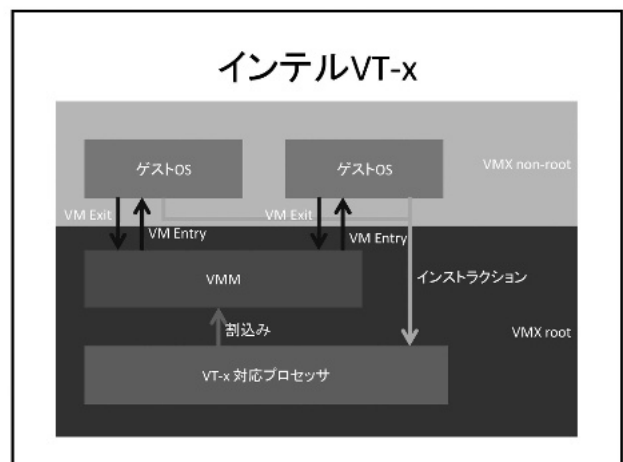 インテルVT-x
ゲストOS
ゲストOS
VMX non-root
VM Exit
VM Entry
VM Exit
VM Entry
VMM
インストラクション
割込み
VMX root
VT-x 対応プロセッサ